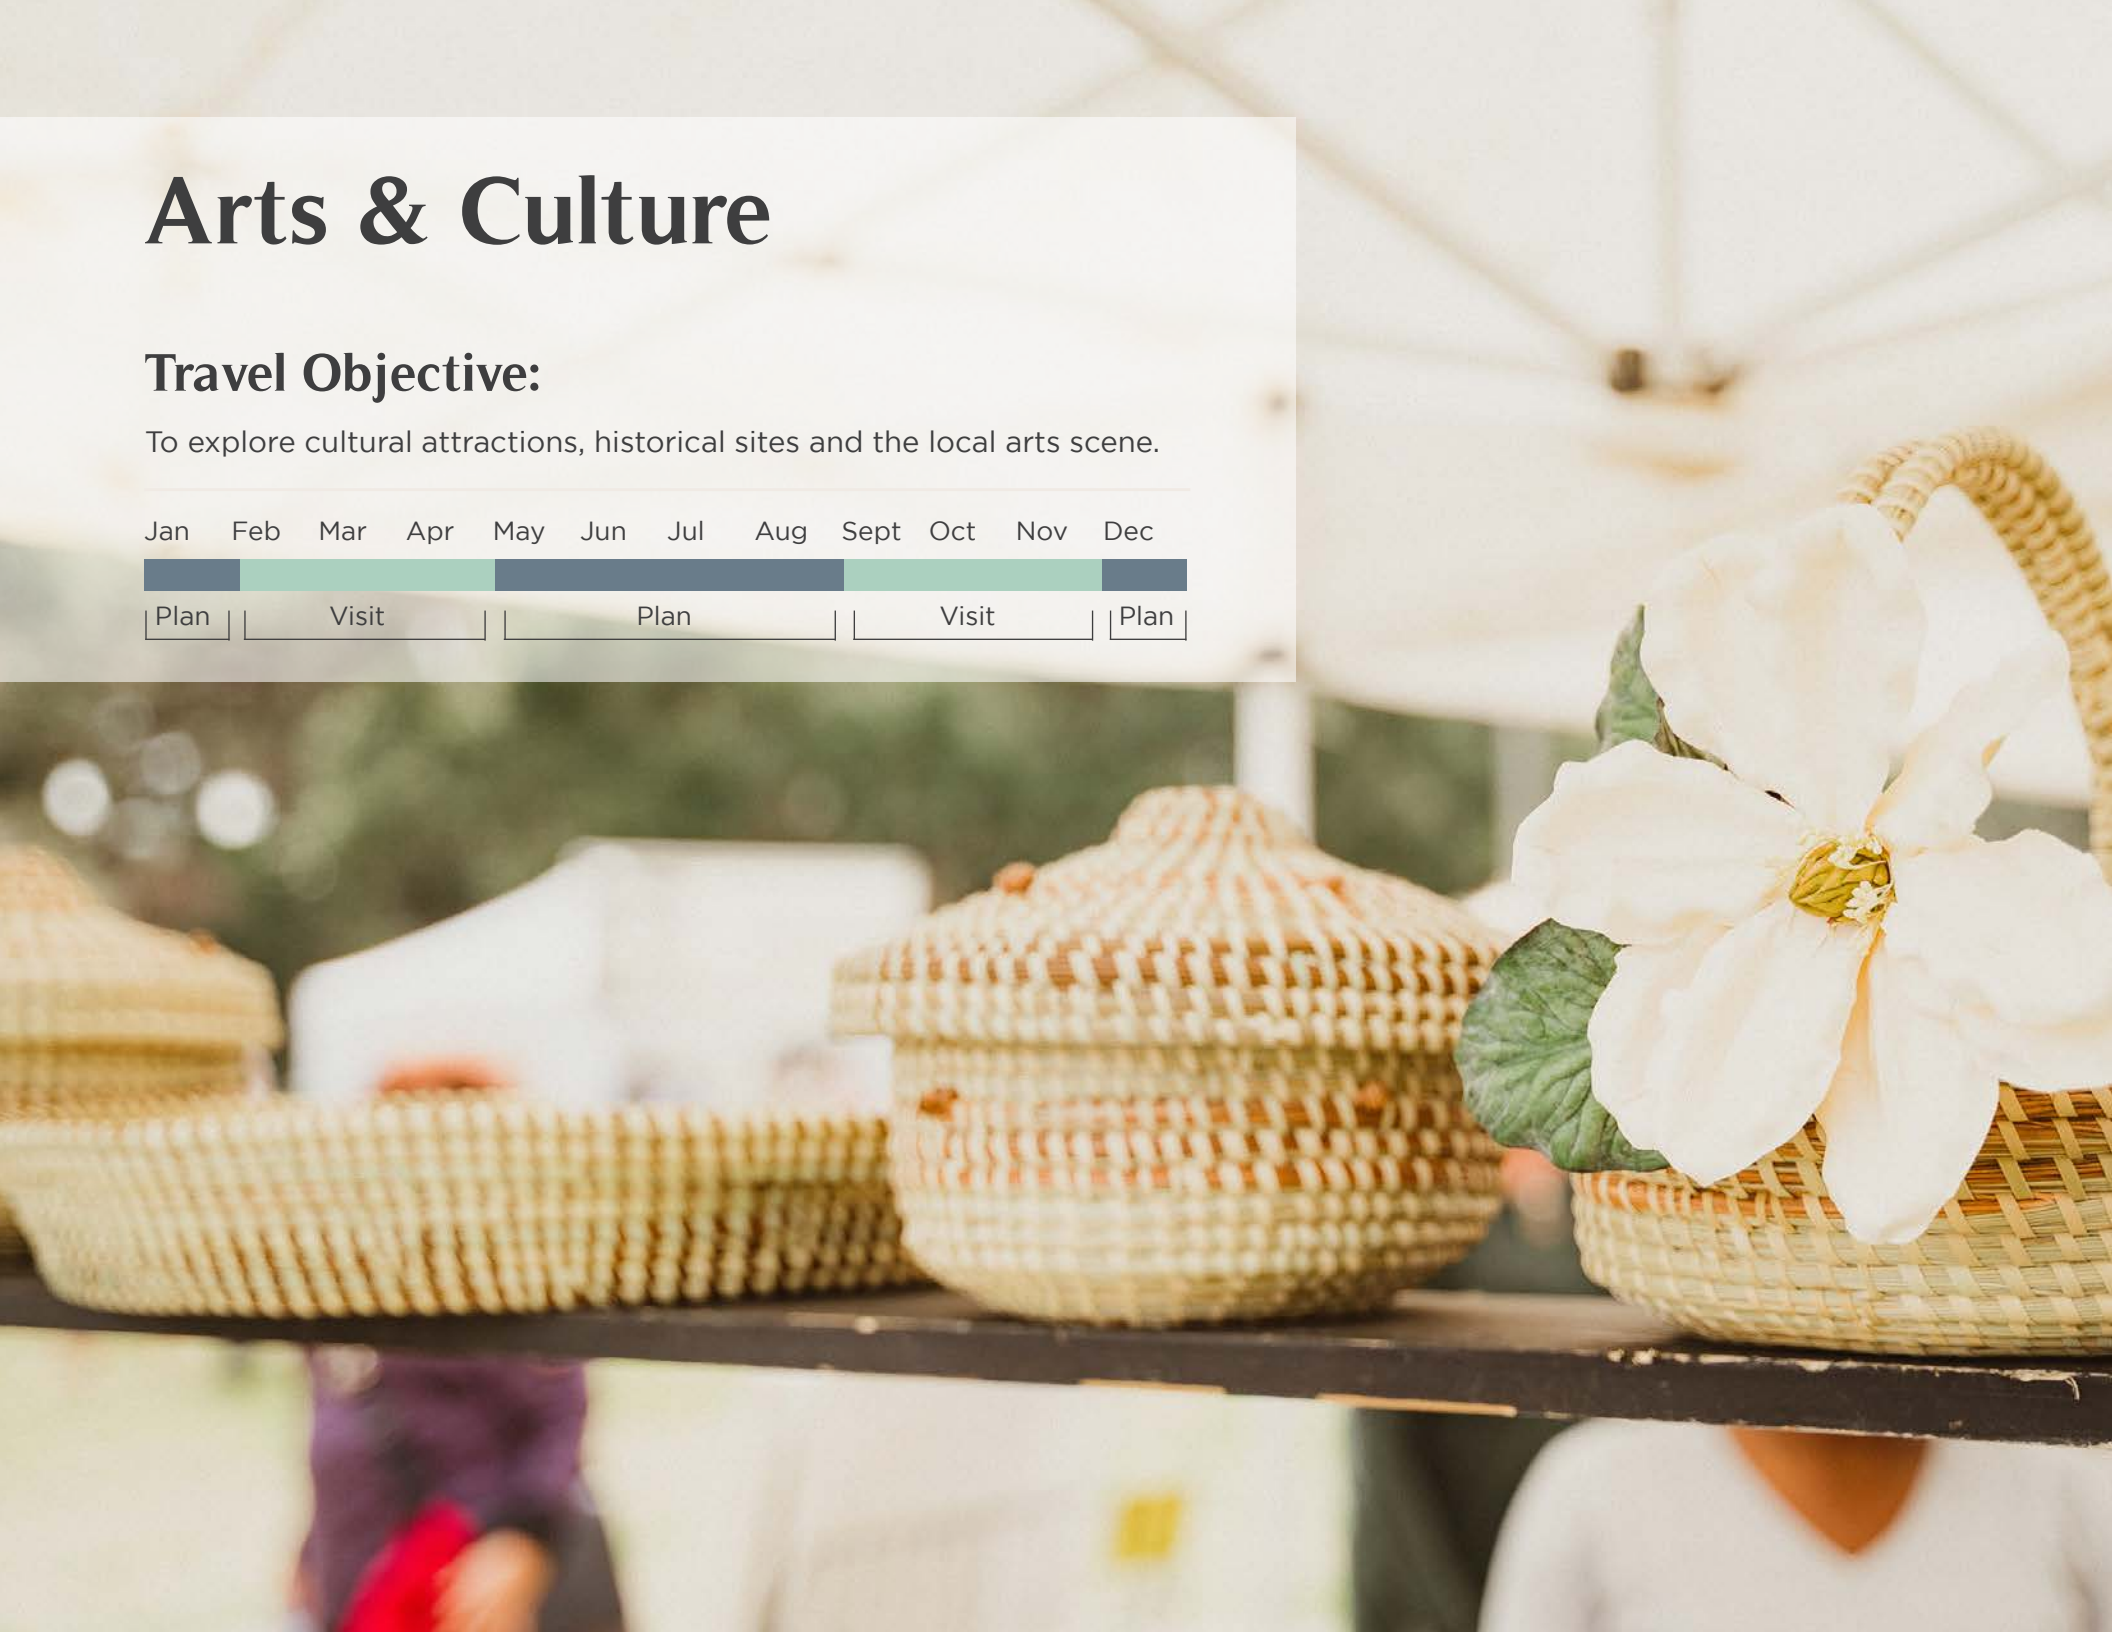 Arts & Culture
Travel Objective:
To explore cultural attractions, historical sites and the local arts scene.
Jan Feb Mar Apr May Jun Jul Aug Sept Oct Nov Dec
Plan Visit Plan Visit Plan